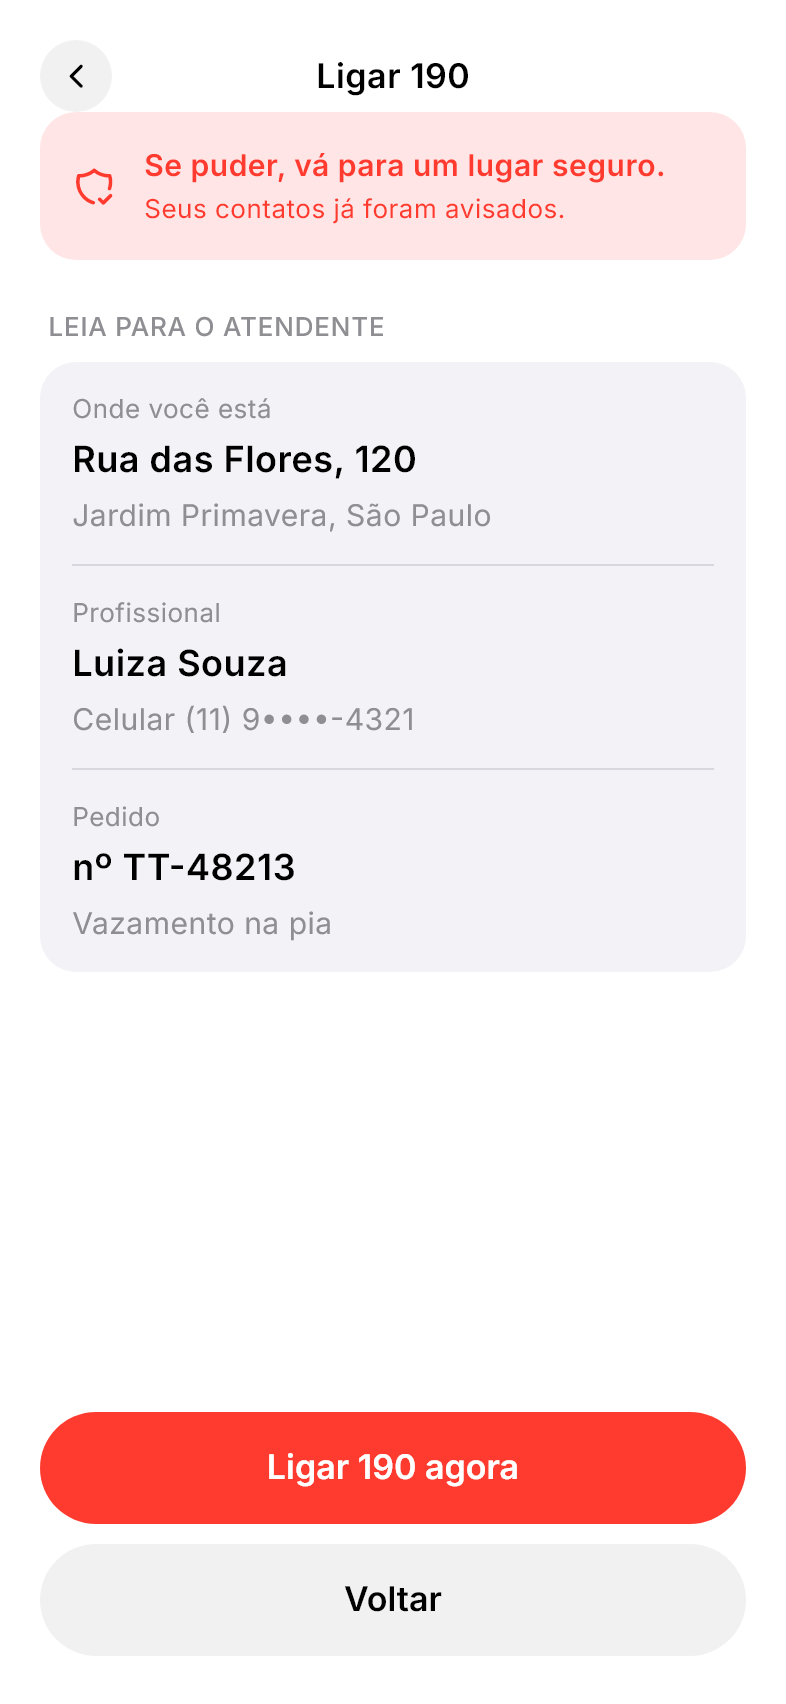 Ligar 190
Se puder, vá para um lugar seguro.
Seus contatos já foram avisados.
LEIA PARA O ATENDENTE
Onde você está
Rua das Flores, 120
Jardim Primavera, São Paulo
Profissional
Luiza Souza
Celular (11) 9••••-4321
Pedido
nº TT-48213
Vazamento na pia
Ligar 190 agora
Voltar